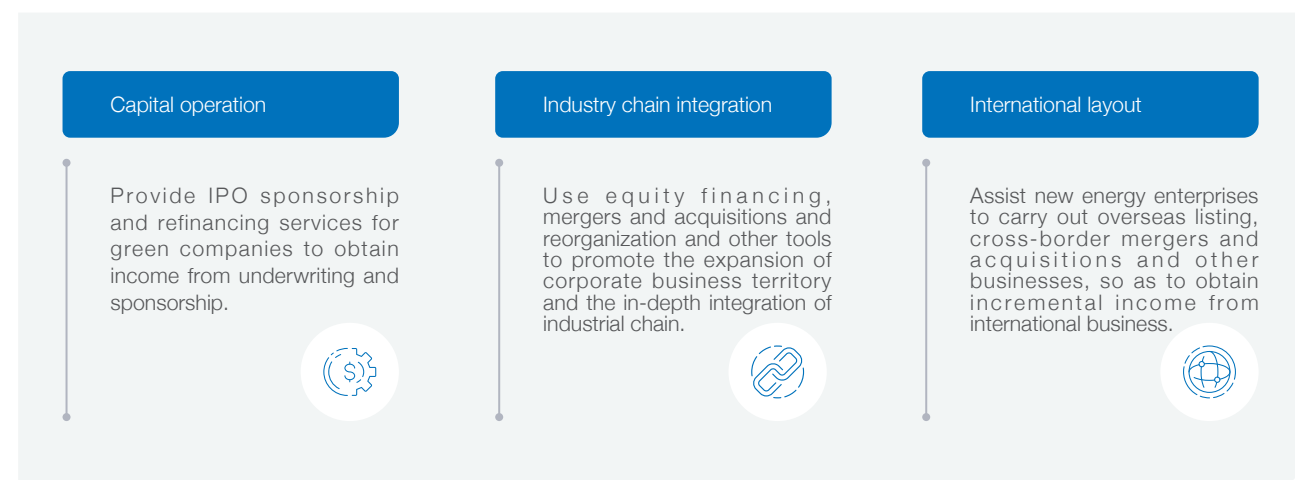 Capital operation
Provide IPO sponsorship
and refinancing services for
green companies to obtain
income from underwriting and
sponsorship.
$
Industry chain integration
Use equity financing,
mergers and acquisitions and
reorganization and other tools
to promote the expansion of
corporate business territory
and the in-depth integration of
industrial chain.
International layout
Assist new energy enterprises
to carry out overseas listing,
cross-border mergers and
acquisitions and other
businesses, so as to obtain
incremental income from
international business.